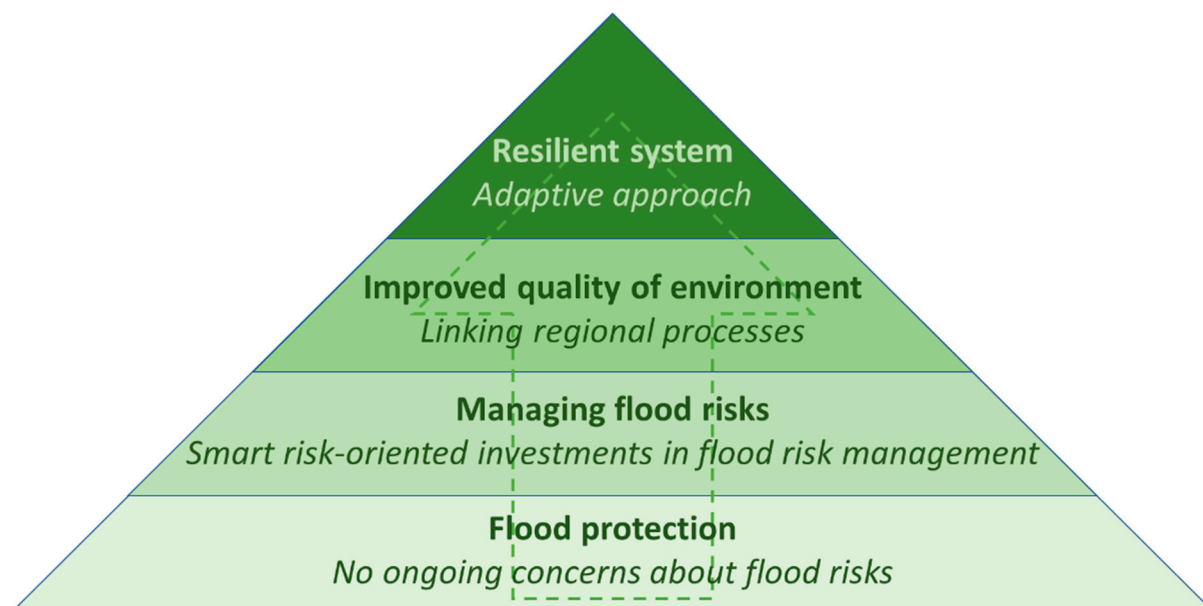 Resilient system
Adaptive approach
Improved quality of environment
Linking regional processes
Managing flood risks
Smart risk-oriented investments in flood risk management
Flood protection
No ongoing concerns about flood risks